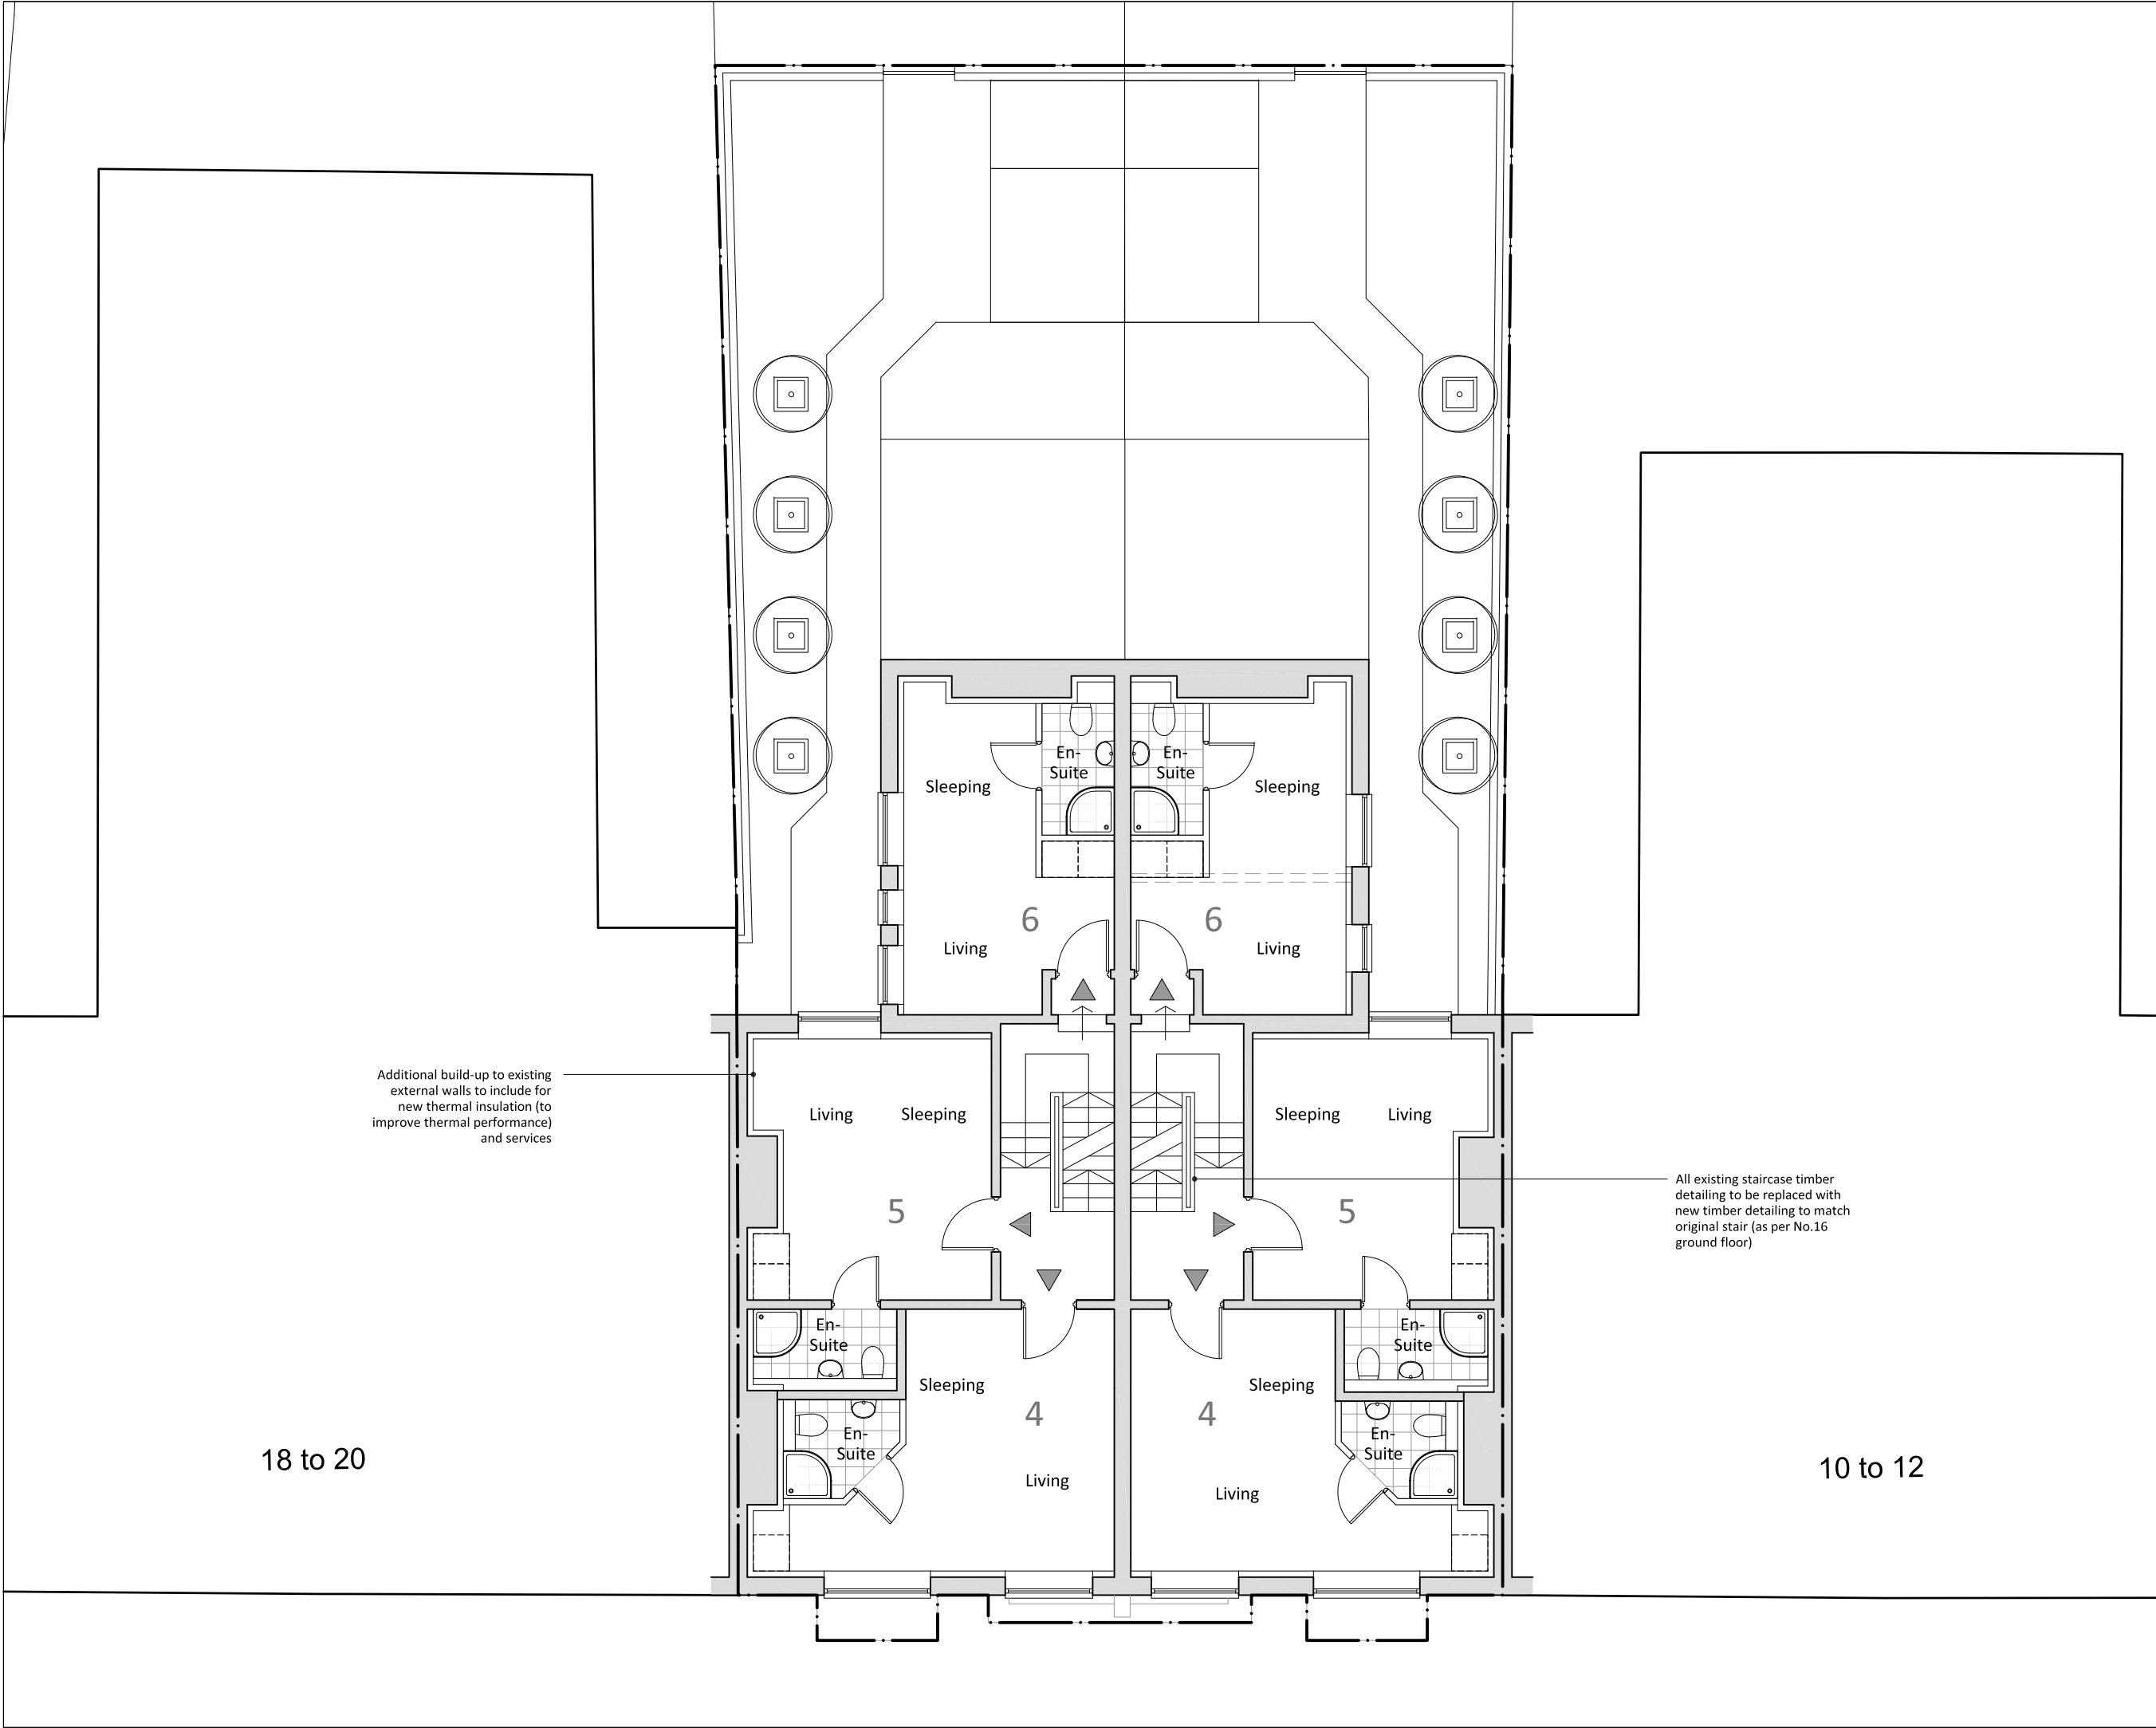 En-
Suite
En-
Suite
Sleeping
Sleeping
6
6
Living
Living
Additional build-up to existing
external walls to include for
new thermal insulation (to
improve thermal performance)
and services
Living
Sleeping
Sleeping
Living
5
5
All existing staircase timber
detailing to be replaced with
new timber detailing to match
original stair (as per No.16
ground floor)
En-
Suite
En-
Suite
Sleeping
Sleeping
4
4
En-
Suite
En-
Suite
Living
Living
18 to 20
10 to 12